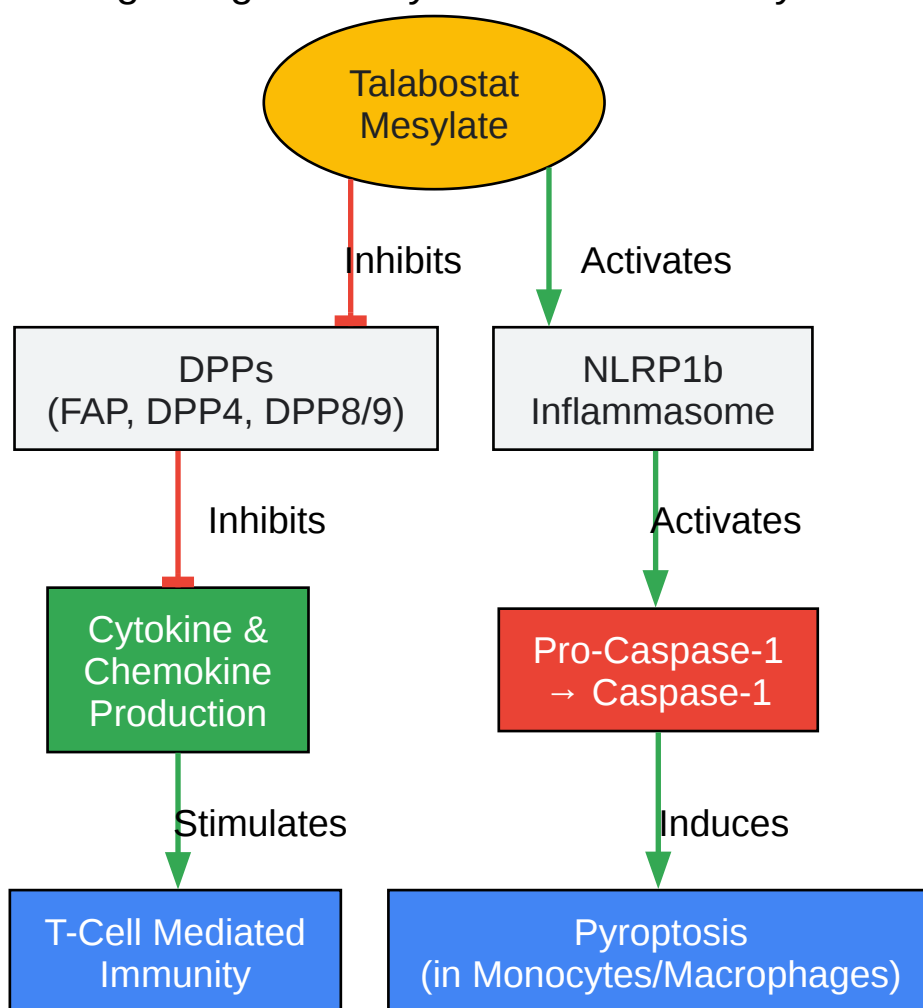 Talabostat
Mesylate
Inhibits
Activates
DPPs
(FAP, DPP4, DPP8/9)
NLRP1b
Inflammasome
Inhibits
Activates
Cytokine &
Chemokine
Production
Pro-Caspase-1
→ Caspase-1
Stimulates
Induces
T-Cell Mediated
Immunity
Pyroptosis
(in Monocytes/Macrophages)